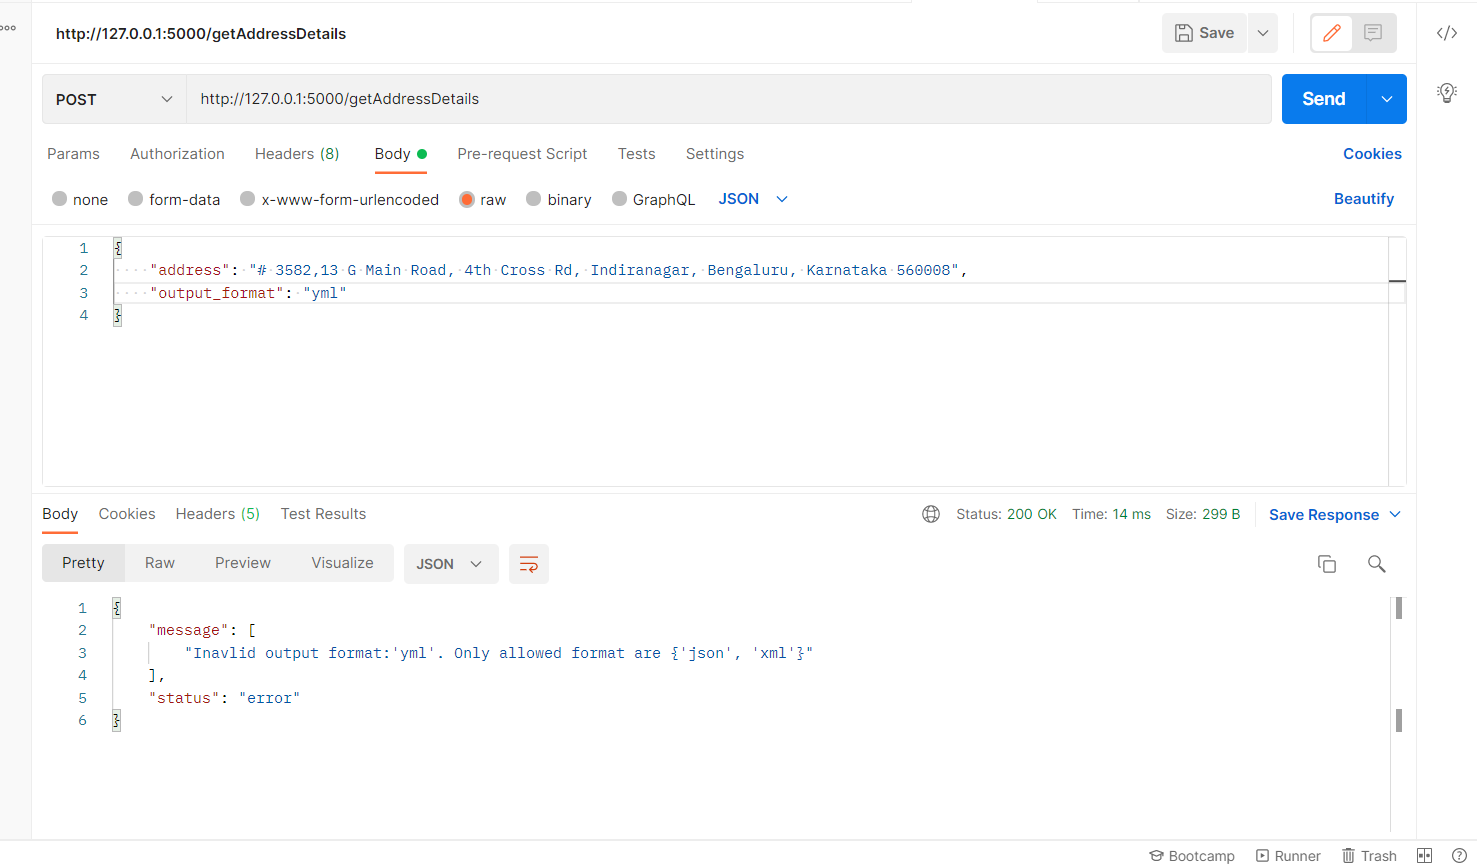 http://127.0.0.1:5000/getAddressDetails
Save
POST
http://127.0.0.1:5000/getAddressDetails
Send
Params Authorization Headers (8) Body Pre-request Script Tests Settings Cookies
none form-data x-www-form-urlencoded raw binary GraphQL JSON Beautify
1 {
2 "address": "# 3582,13 G Main Road, 4th Cross Rd, Indiranagar, Bengaluru, Karnataka 560008",
3 "output_format": "yml"
4 }
Body Cookies Headers (5) Test Results Status: 200 OK Time: 14 ms Size: 299 B Save Response
Pretty Raw Preview Visualize JSON
1 {
2 "message": [
3 "Inavlid output format:'yml'. Only allowed format are {'json', 'xml'}"
4 ],
5 "status": "error"
6 }
Bootcamp Runner Trash